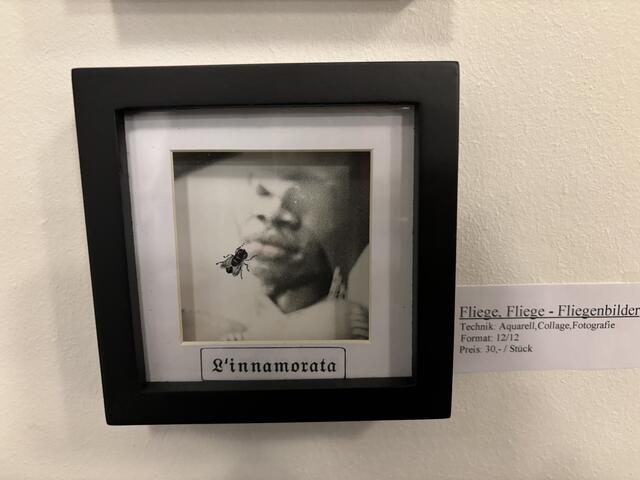 L'innamorata
Fliege, Fliege - Fliegenbilder
Technik: Aquarell,Collage,Fotografie
Format: 12/12
Preis: 30,- / Stück